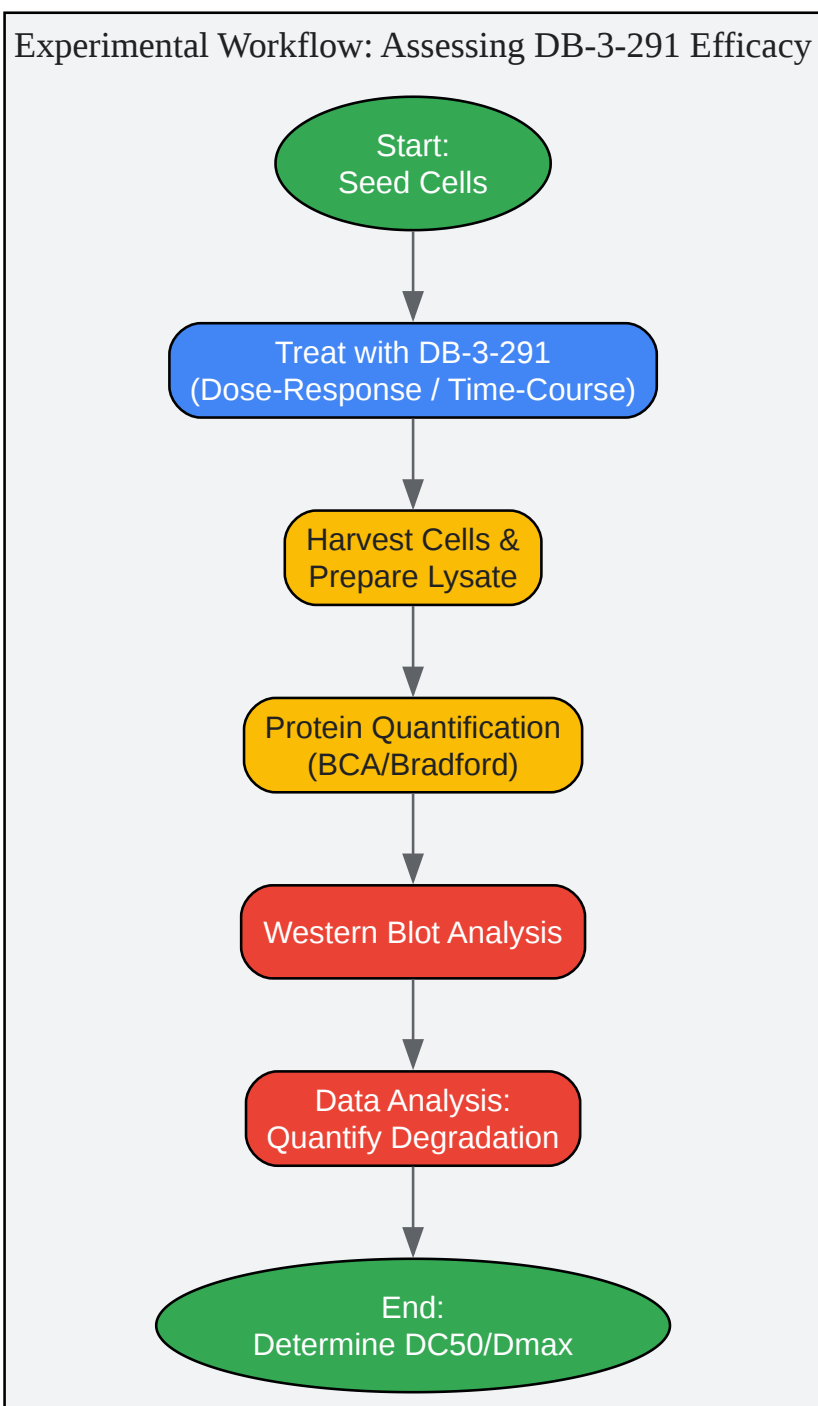 Experimental Workflow: Assessing DB-3-291 Efficacy
Start:
Seed Cells
Treat with DB-3-291
(Dose-Response / Time-Course)
Harvest Cells &
Prepare Lysate
Protein Quantification
(BCA/Bradford)
Western Blot Analysis
Data Analysis:
Quantify Degradation
End:
Determine DC50/Dmax